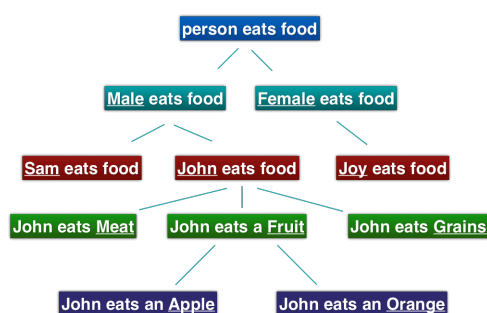 person eats food
Male eats food
Female eats food
Sam eats food
John eats food
Joy eats food
John eats Meat
John eats a Fruit
John eats Grains
John eats an Apple
John eats an Orange